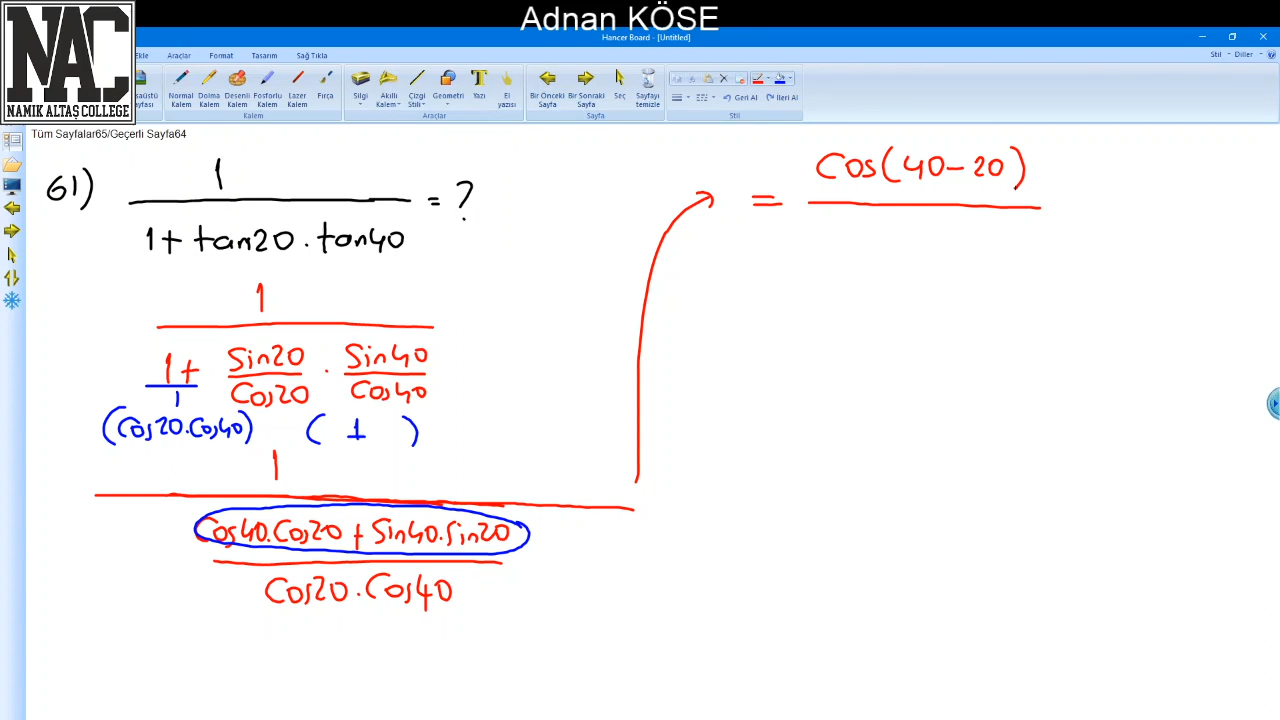 Adnan KÖSE
Hancer Board - [Untitled]
NAC
NAMIK ALTAŞ COLLEGE
Ekle Araçlar Format Tasarım Sağ Tıkla
Stil Diller
Normal Kalem
Dolma Kalem
Desenli Kalem
Fosforlu Kalem
Lazer Kalem
Fırça
Silgi
Akıllı Kalem
Çizgi Stili
Geometri
Yazı
El yazısı
Bir Önceki Sayfa
Bir Sonraki Sayfa
Seç
Sayfayı temizle
Geri Al
İleri Al
Kalem Araçlar Sayfa Stil
Tüm Sayfalar65/Geçerli Sayfa64
61) 1
1+ tan20 . tan40
= ?
1
1+ Sin20 . Sin40
Cos20 Cos40
1
(Cos20.Cos40) ( 1 )
1
Cos40.Cos20 + Sin40.Sin20
Cos20.Cos40
= Cos(40-20)